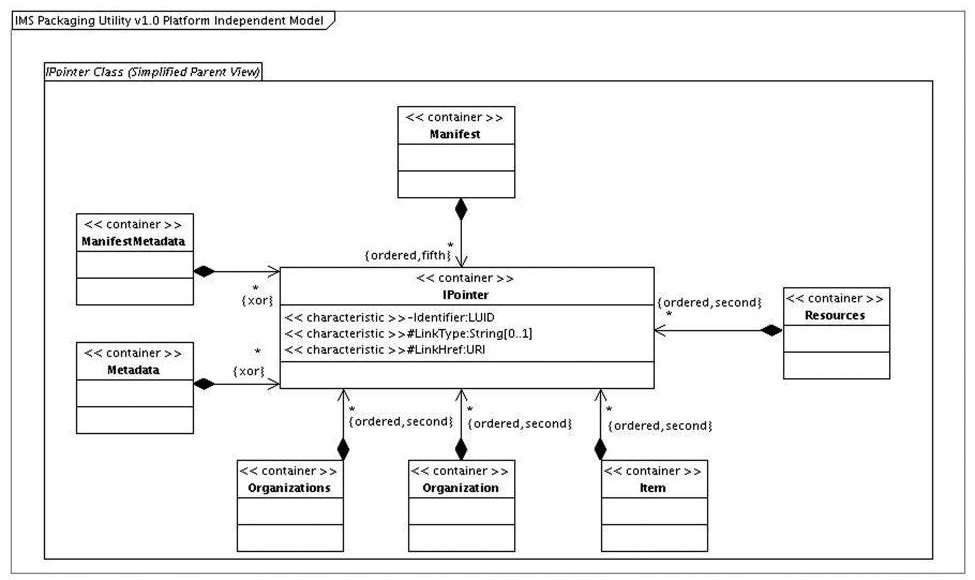 IMS Packaging Utility v1.0 Platform Independent Model
IPointer Class (Simplified Parent View)
<< container >>
Manifest
<< container >>
ManifestMetadata
*
{ordered,fifth}
*
{xor}
<< container >>
IPointer
<< characteristic >>-Identifier:LUID
<< characteristic >>#LinkType:String[0..1]
<< characteristic >>#LinkHref:URI
{ordered,second}
*
<< container >>
Resources
<< container >>
Metadata
*
{xor}
*
{ordered,second}
*
{ordered,second}
*
{ordered,second}
<< container >>
Organizations
<< container >>
Organization
<< container >>
Item